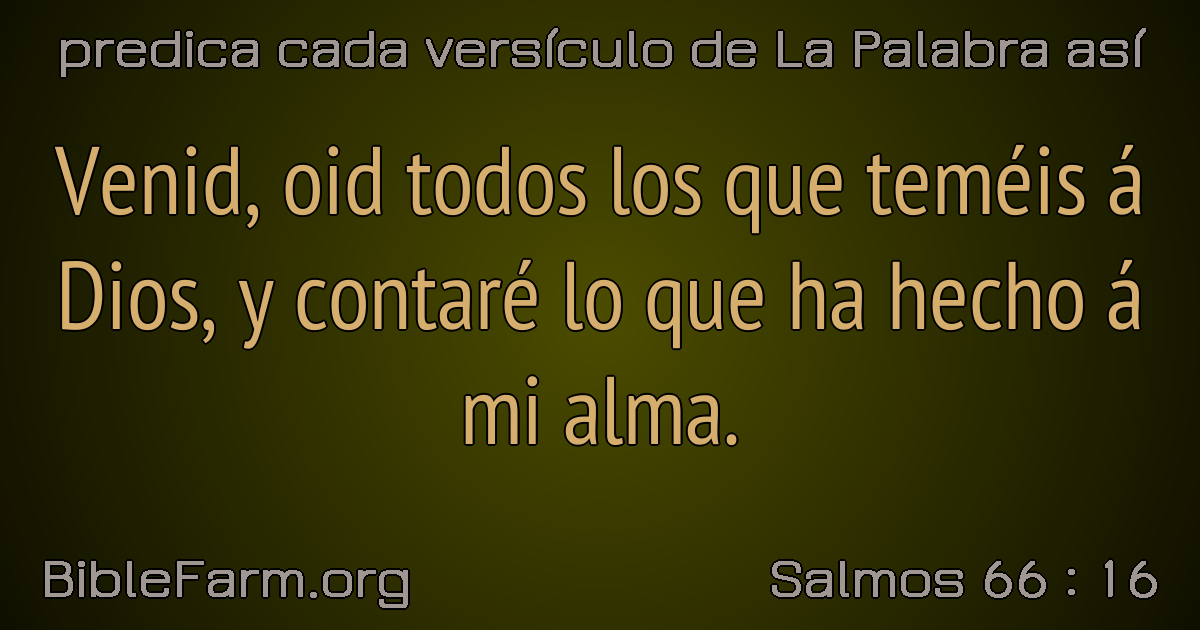 predica cada versículo de La Palabra así
Venid, oid todos los que teméis á
Dios, y contaré lo que ha hecho á
mi alma.
BibleFarm.org
Salmos 66 : 16